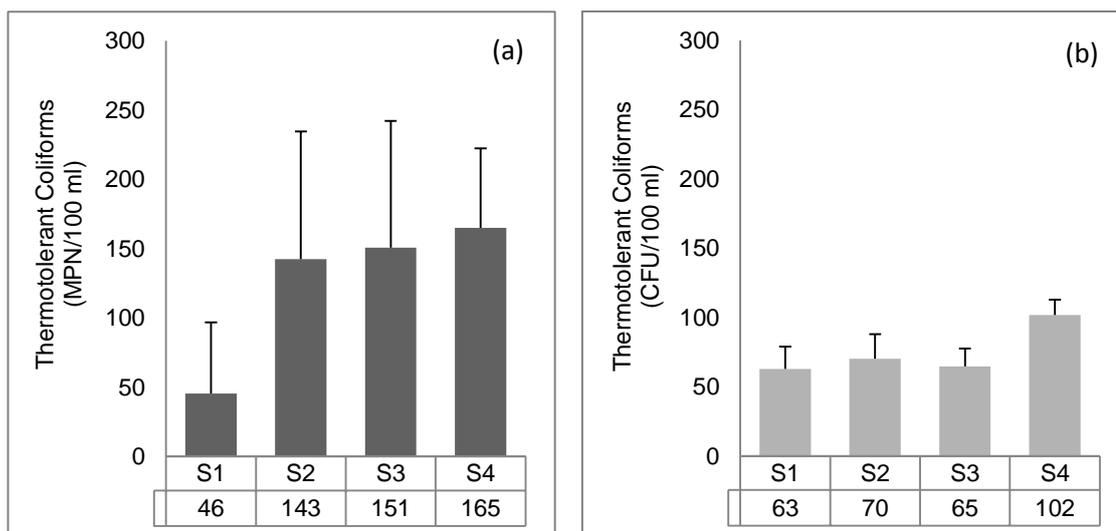 (a)
Thermotolerant Coliforms
(MPN/100 ml)
300
250
200
150
100
50
0
S1 S2 S3 S4
46 143 151 165
(b)
Thermotolerant Coliforms
(CFU/100 ml)
300
250
200
150
100
50
0
S1 S2 S3 S4
63 70 65 102